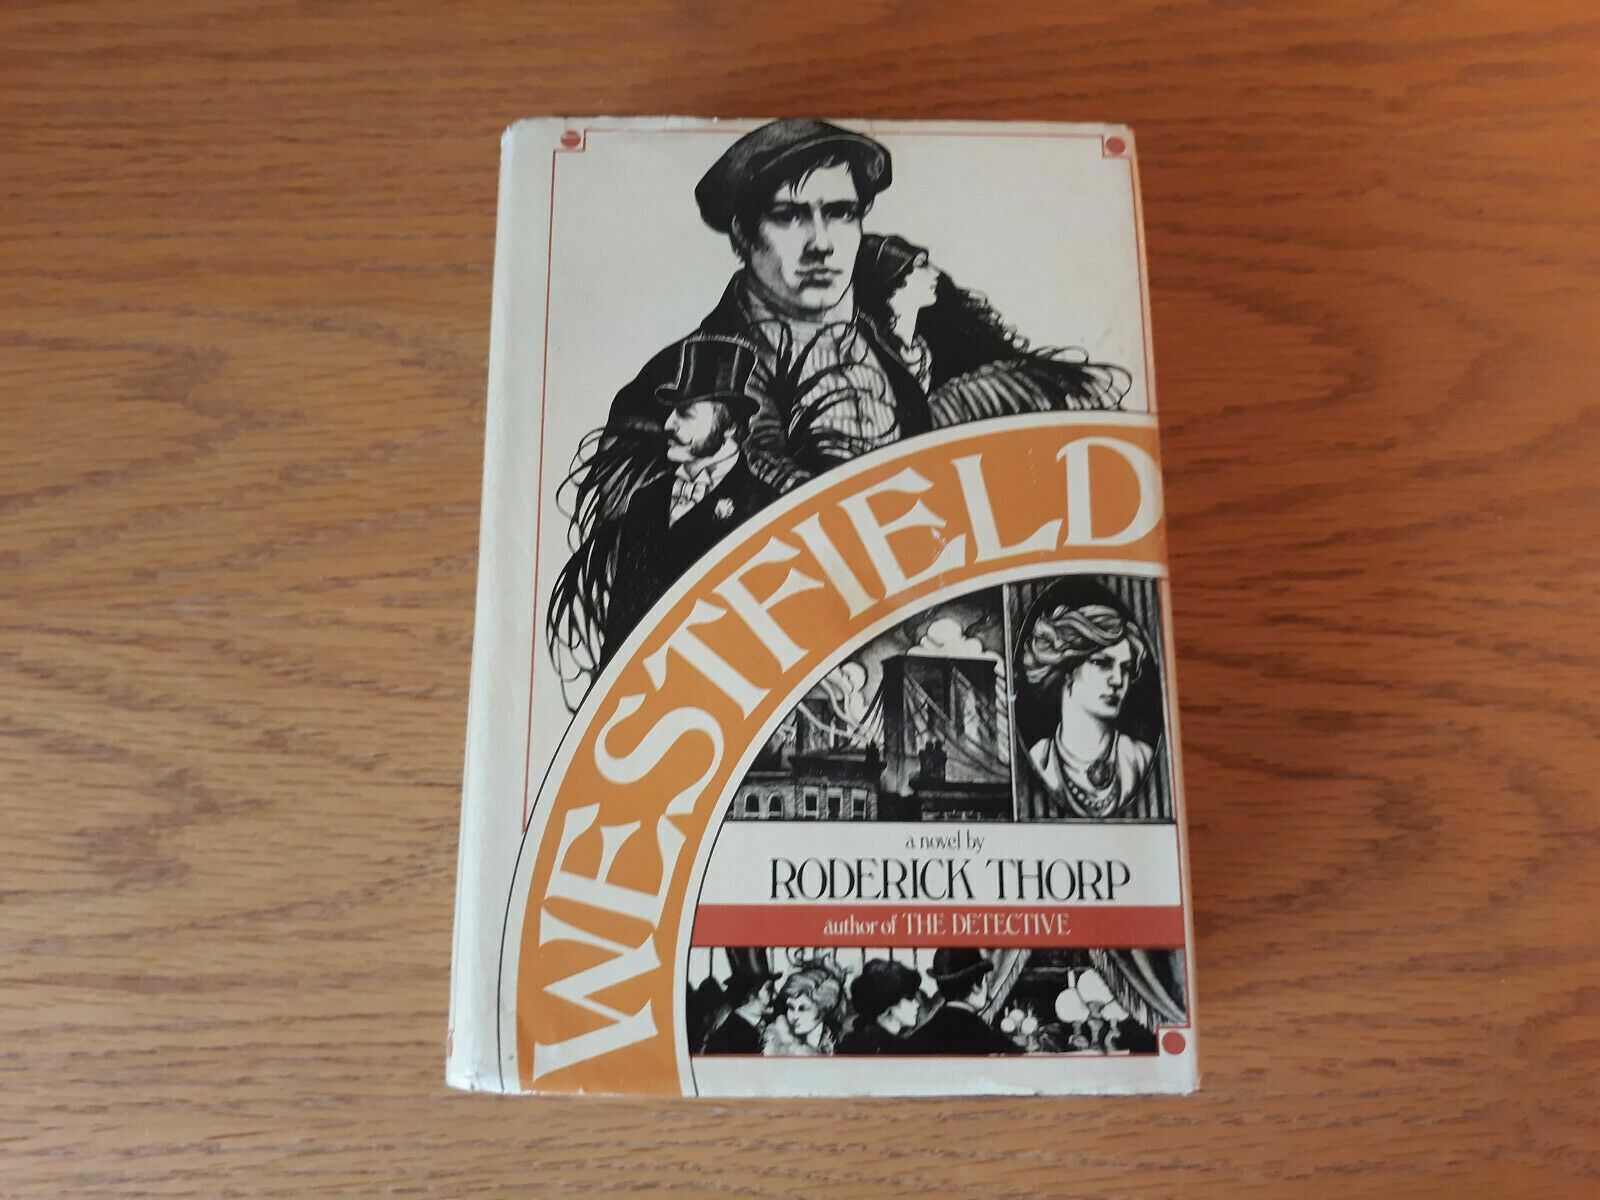 WESTFIELD
a novel by
RODERICK THORP
author of THE DETECTIVE